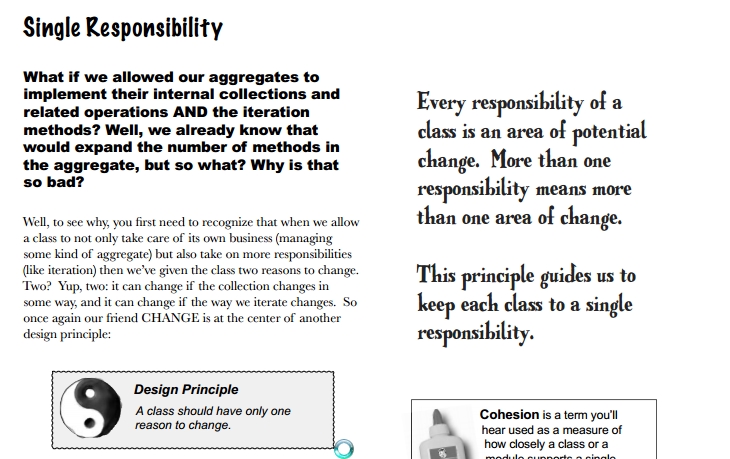 Single Responsibility
What if we allowed our aggregates to
implement their internal collections and
related operations AND the iteration
methods? Well, we already know that
would expand the number of methods in
the aggregate, but so what? Why is that
so bad?
Well, to see why, you first need to recognize that when we allow
a class to not only take care of its own business (managing
some kind of aggregate) but also take on more responsibilities
(like iteration) then we've given the class two reasons to change.
Two? Yup, two: it can change if the collection changes in
some way, and it can change if the way we iterate changes. So
once again our friend CHANGE is at the center of another
design principle:
Design Principle
A class should have only one
reason to change.
Every responsibility of a
class is an area of potential
change. More than one
responsibility means more
than one area of change.
This principle guides us to
keep each class to a single
responsibility.
Cohesion is a term you'll
hear used as a measure of
how closely a class or a
module supports a single